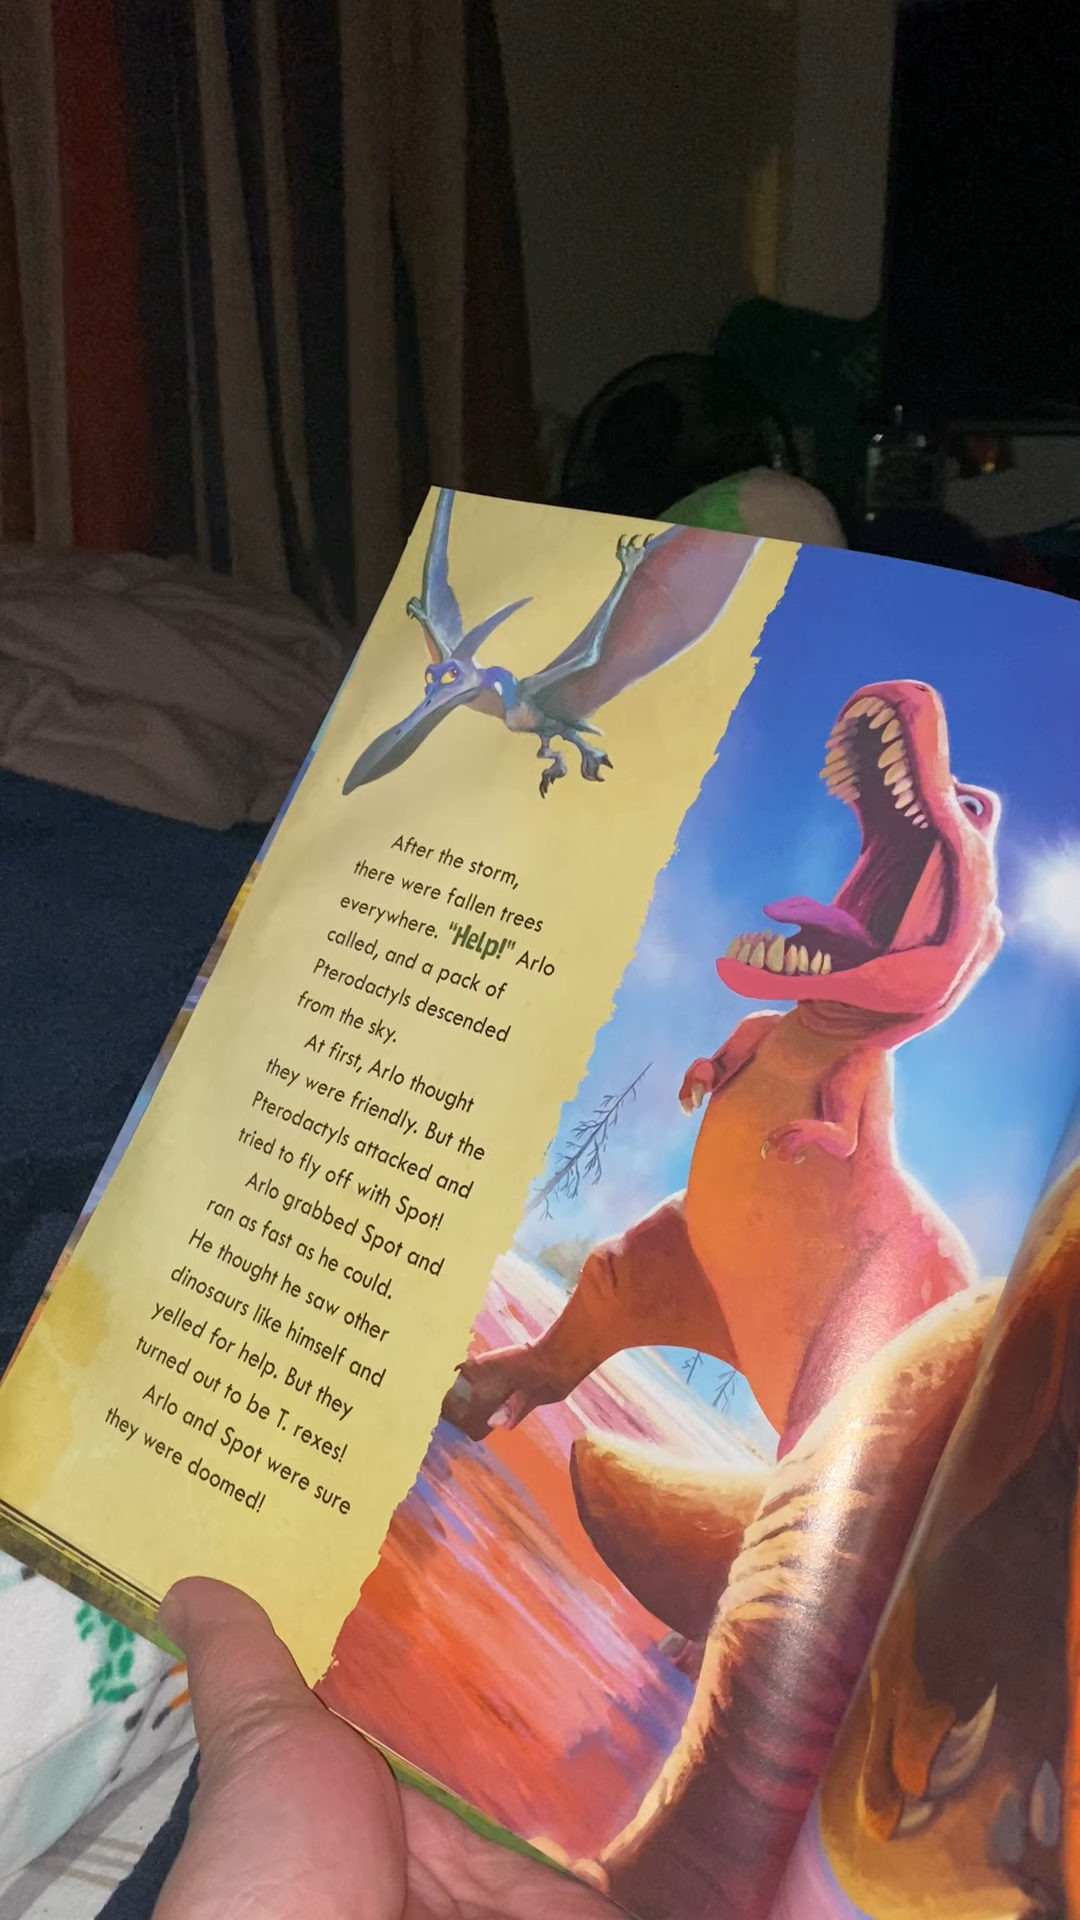 After the storm,
there were fallen trees
everywhere. "Help!" Arlo
called, and a pack of
Pterodactyls descended
from the sky.
At first, Arlo thought
they were friendly. But the
Pterodactyls attacked and
tried to fly off with Spot!
Arlo grabbed Spot and
ran as fast as he could.
He thought he saw other
dinosaurs like himself and
yelled for help. But they
turned out to be T. rexes!
Arlo and Spot were sure
they were doomed!